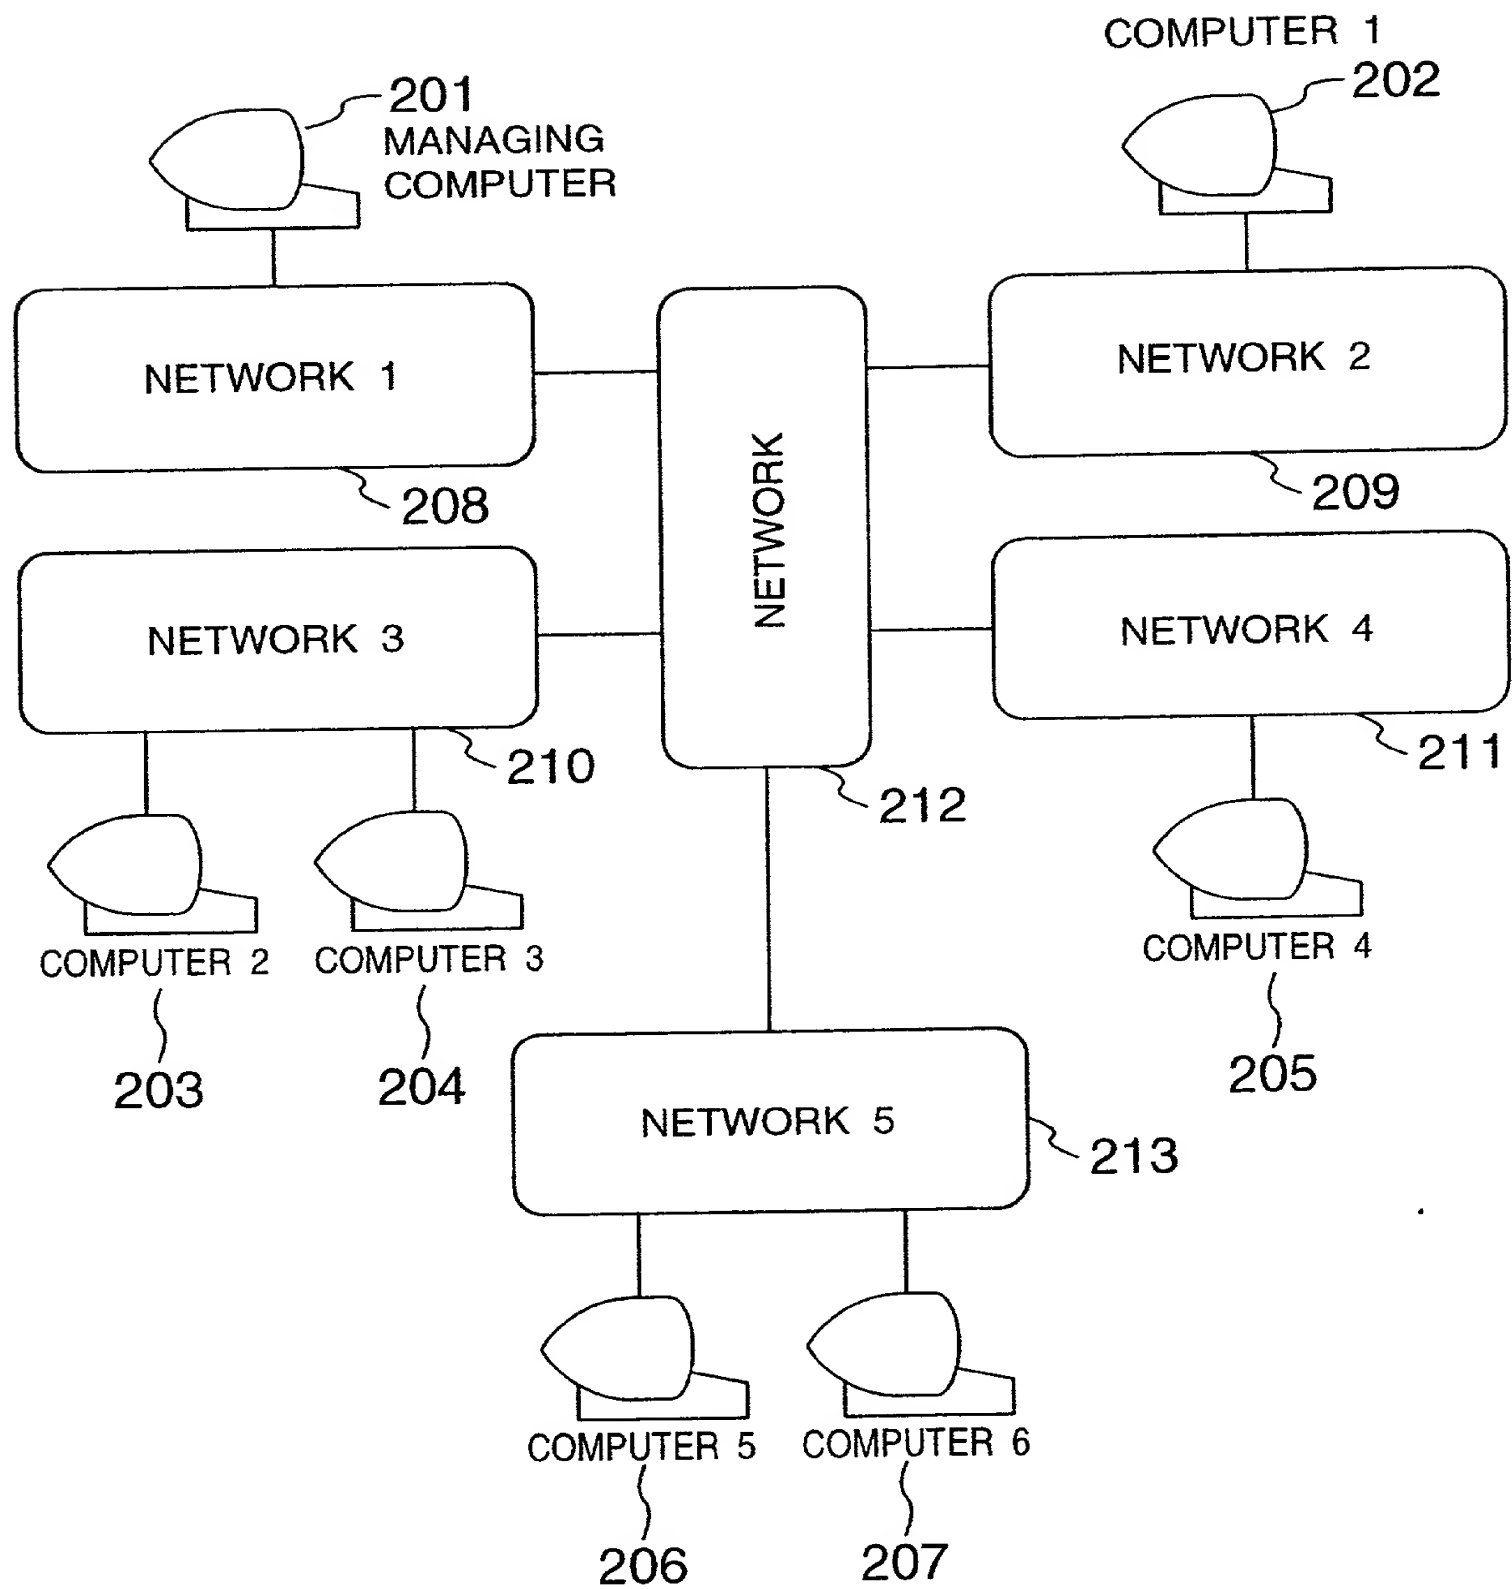 COMPUTER 1
202
201
MANAGING
COMPUTER
NETWORK 1
NETWORK
NETWORK 2
208
209
NETWORK 3
NETWORK 4
210
212
211
COMPUTER 2
COMPUTER 3
COMPUTER 4
203
204
205
NETWORK 5
213
COMPUTER 5
COMPUTER 6
206
207